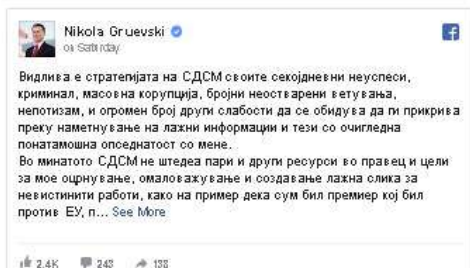 Nikola Gruevski
on Saturday
Видлива е стратегијата на СДСМ своите секојдневни неуспеси,
криминал, масовна корупција, бројни неостварени ветувања,
непотизам, и огромен број други слабости да се обидува да ги прикрива
преку наметнување на лажни информации и тези со очигледна
понатамошна опседнатост со мене.
Во минатото СДСМ не штедеа пари и други ресурси во правец и цели
за мое оцрнување, омаловажување и создавање лажна слика за
невистинити работи, како на пример дека сум бил премиер кој бил
против ЕУ, п... See More
2.4K 243 138